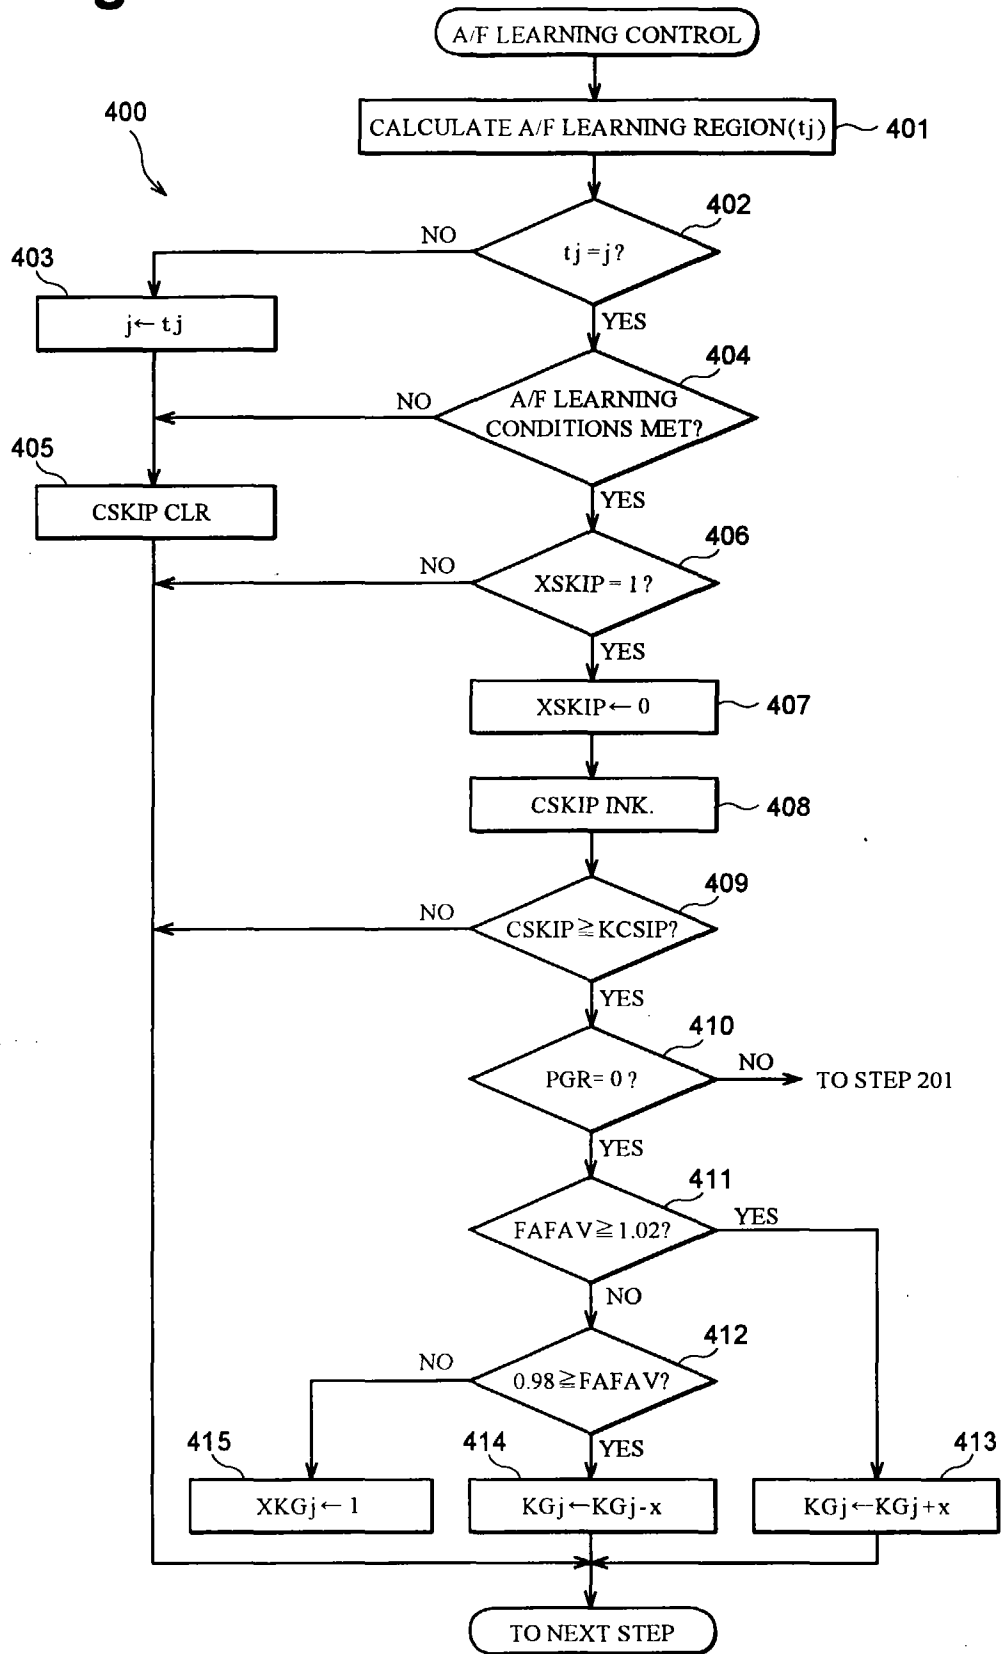 g
A/F LEARNING CONTROL
400
CALCULATE A/F LEARNING REGION(tj)
401
402
tj=j?
NO
YES
403
j←tj
404
A/F LEARNING
CONDITIONS MET?
NO
YES
405
CSKIP CLR
406
XSKIP=1?
NO
YES
XSKIP←0
407
CSKIP INK.
408
409
CSKIP≧KCSIP?
NO
YES
410
PGR=0?
NO
TO STEP 201
YES
411
FAFAV≧1.02?
YES
NO
412
0.98≧FAFAV?
NO
YES
415
XKGj←1
414
KGj←KGj-x
413
KGj←KGj+x
TO NEXT STEP